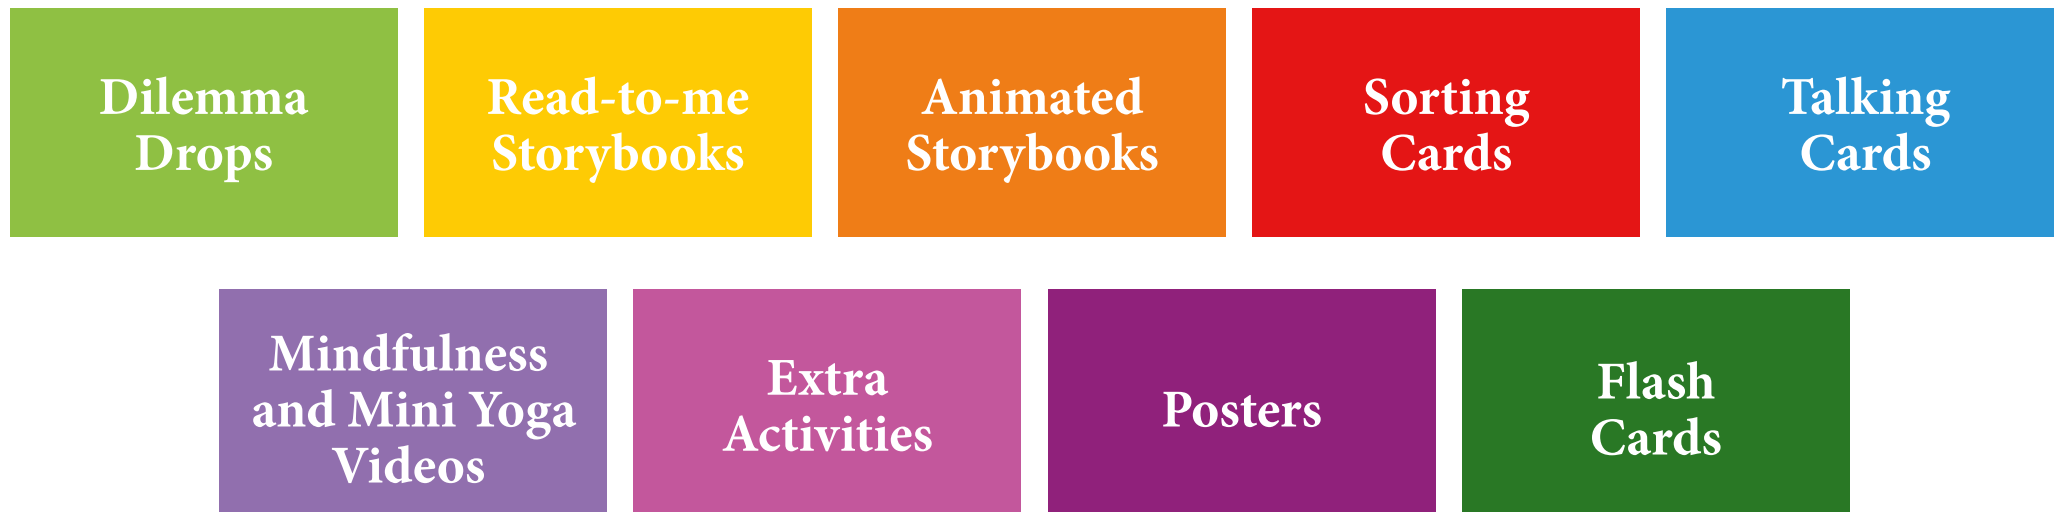 Dilemma
Drops
Read-to-me
Storybooks
Animated
Storybooks
Sorting
Cards
Talking
Cards
Mindfulness
and Mini Yoga
Videos
Extra
Activities
Posters
Flash
Cards